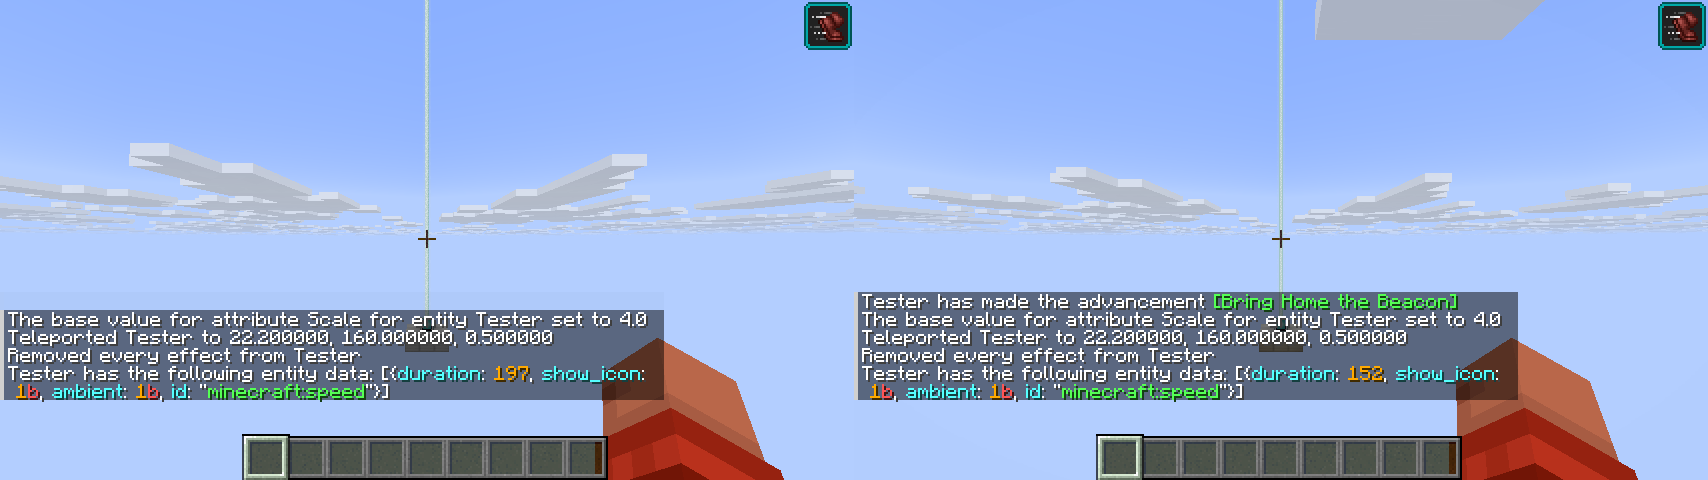 The base value for attribute Scale for entity Tester set to 4.0
Teleported Tester to 22.200000, 160.000000, 0.500000
Removed every effect from Tester
Tester has the following entity data: [{duration: 197, show_icon:
1b, ambient: 1b, id: "minecraft:speed"}]
Tester has made the advancement [Bring Home the Beacon]
The base value for attribute Scale for entity Tester set to 4.0
Teleported Tester to 22.200000, 160.000000, 0.500000
Removed every effect from Tester
Tester has the following entity data: [{duration: 152, show_icon:
1b, ambient: 1b, id: "minecraft:speed"}]